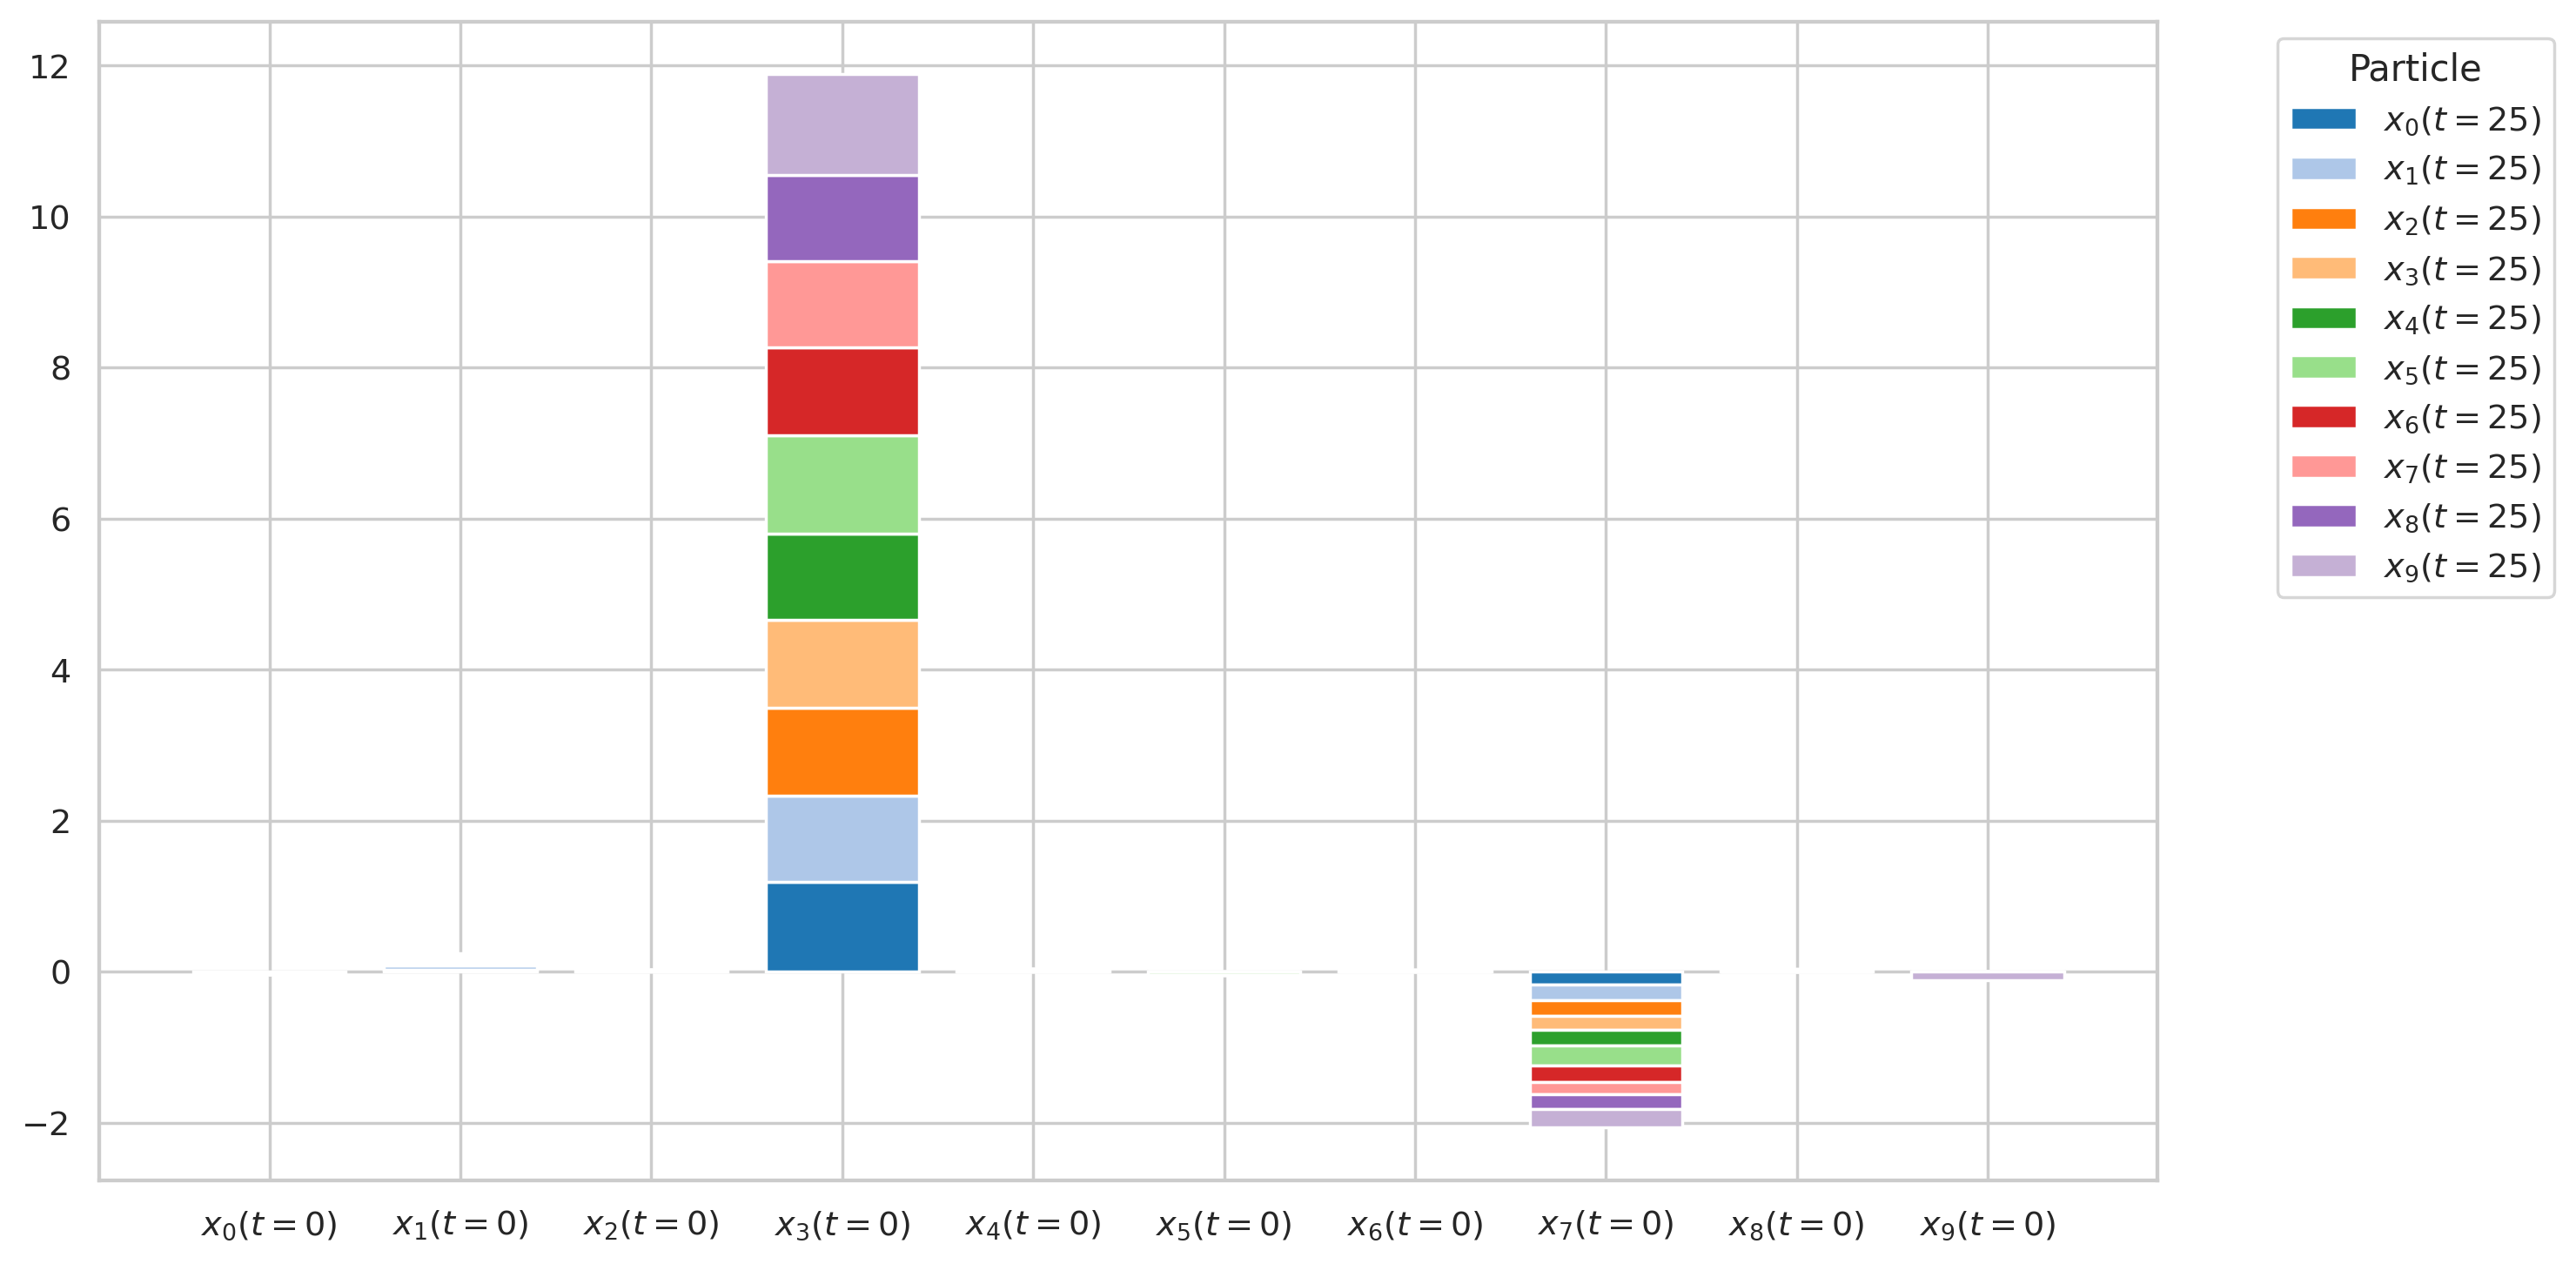 12
10
8
6
4
2
0
−2
x₀(t = 0) x₁(t = 0) x₂(t = 0) x₃(t = 0) x₄(t = 0) x₅(t = 0) x₆(t = 0) x₇(t = 0) x₈(t = 0) x₉(t = 0)
Particle
x₀(t = 25)
x₁(t = 25)
x₂(t = 25)
x₃(t = 25)
x₄(t = 25)
x₅(t = 25)
x₆(t = 25)
x₇(t = 25)
x₈(t = 25)
x₉(t = 25)